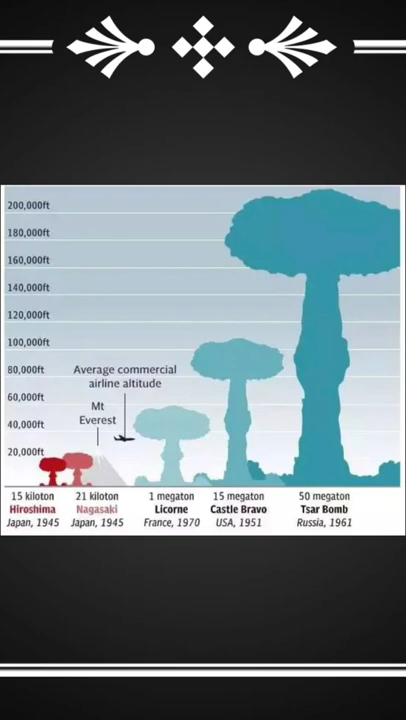 200,000ft
180,000ft
160,000ft
140,000ft
120,000ft
100,000ft
80,000ft
Average commercial
airline altitude
60,000ft
Mt
Everest
40,000ft
20,000ft
15 kiloton
Hiroshima
Japan, 1945
21 kiloton
Nagasaki
Japan, 1945
1 megaton
Licorne
France, 1970
15 megaton
Castle Bravo
USA, 1951
50 megaton
Tsar Bomb
Russia, 1961